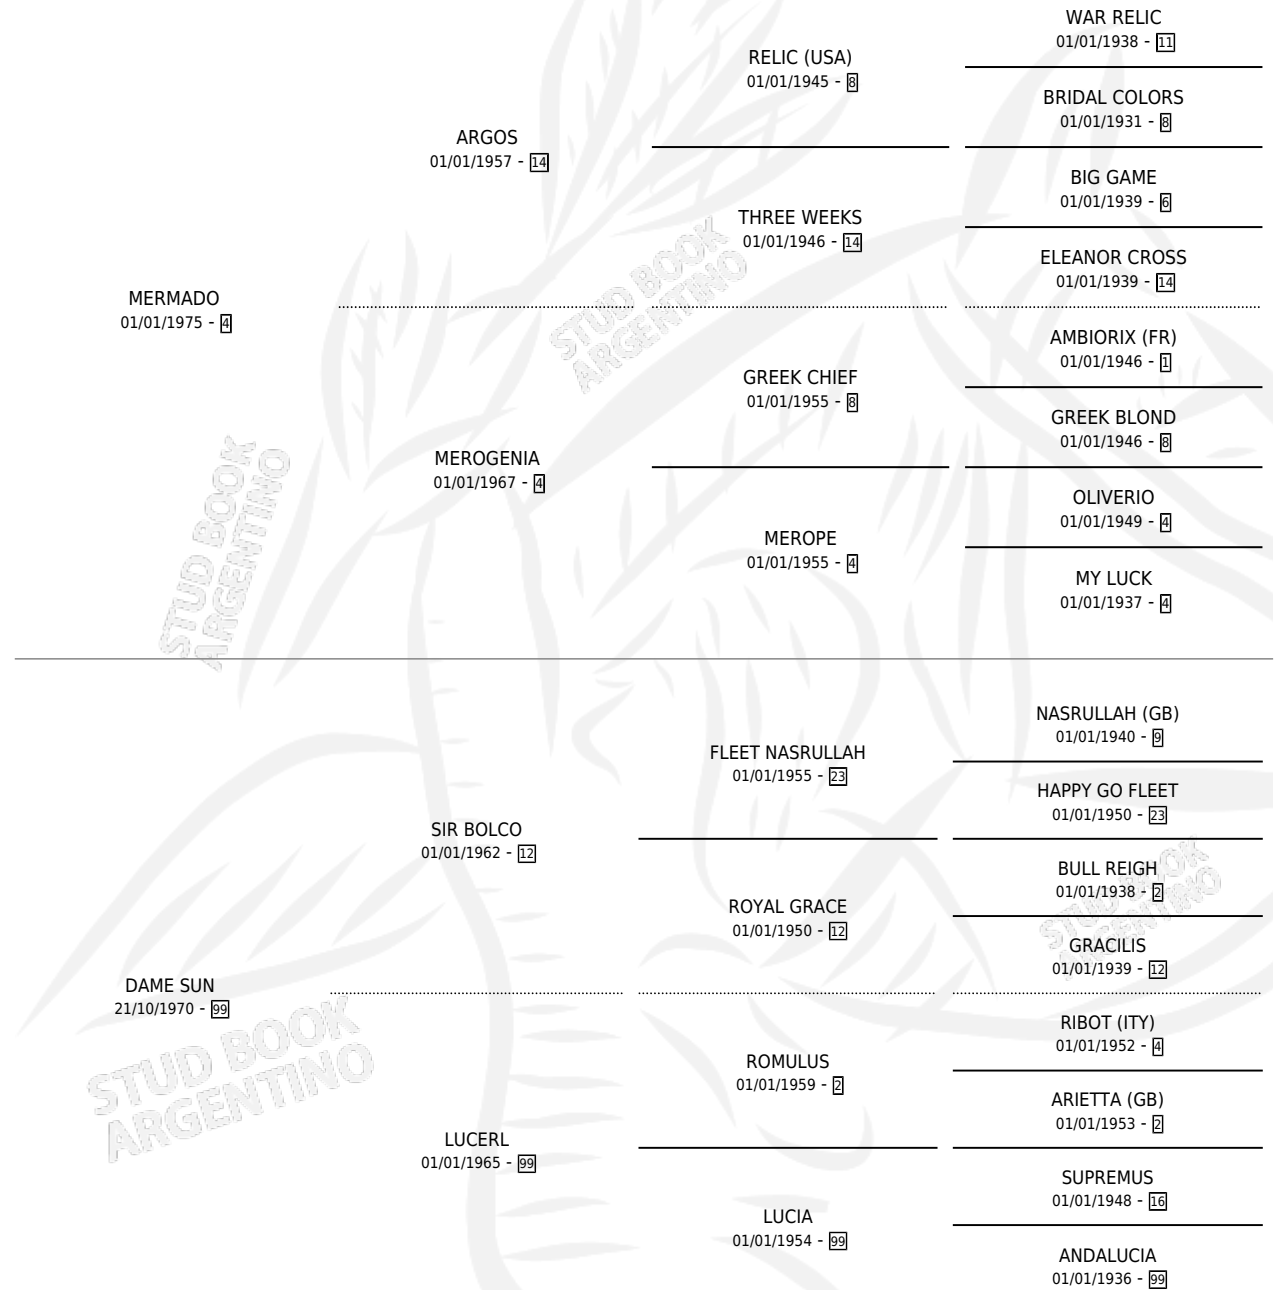 WAR RELIC
01/01/1938 - 11
RELIC (USA)
01/01/1945 - 8
BRIDAL COLORS
01/01/1931 - 8
ARGOS
01/01/1957 - 14
BIG GAME
01/01/1939 - 6
THREE WEEKS
01/01/1946 - 14
ELEANOR CROSS
01/01/1939 - 14
MERMADO
01/01/1975 - 4
AMBIORIX (FR)
01/01/1946 - 1
GREEK CHIEF
01/01/1955 - 8
GREEK BLOND
01/01/1946 - 8
MEROGENIA
01/01/1967 - 4
OLIVERIO
01/01/1949 - 4
MEROPE
01/01/1955 - 4
MY LUCK
01/01/1937 - 4
NASRULLAH (GB)
01/01/1940 - 9
FLEET NASRULLAH
01/01/1955 - 23
HAPPY GO FLEET
01/01/1950 - 23
SIR BOLCO
01/01/1962 - 12
BULL REIGH
01/01/1938 - 2
ROYAL GRACE
01/01/1950 - 12
GRACILIS
01/01/1939 - 12
DAME SUN
21/10/1970 - 99
RIBOT (ITY)
01/01/1952 - 4
ROMULUS
01/01/1959 - 2
ARIETTA (GB)
01/01/1953 - 2
LUCERL
01/01/1965 - 99
SUPREMUS
01/01/1948 - 16
LUCIA
01/01/1954 - 99
ANDALUCIA
01/01/1936 - 99
STUD BOOK
ARGENTINO
STUD BOOK
ARGENTINO
STUD BOOK
ARGENTINO
STUD BOOK
ARGENTINO